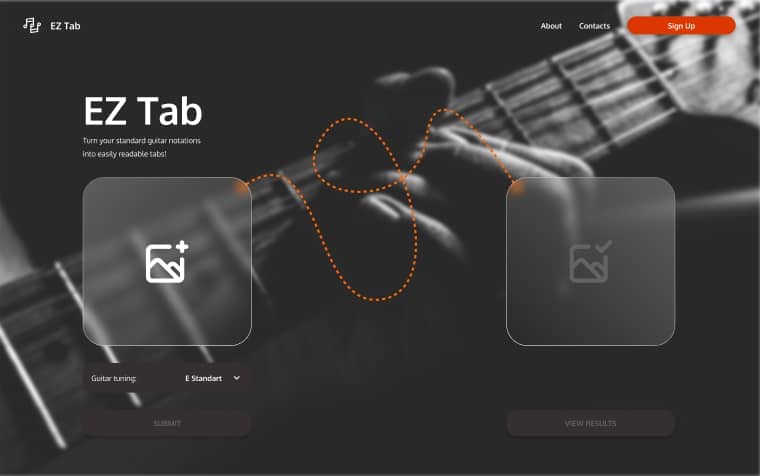 EZ Tab
About
Contacts
Sign Up
EZ Tab
Turn your standard guitar notations
into easily readable tabs!
Guitar tuning:
E Standart
SUBMIT
VIEW RESULTS